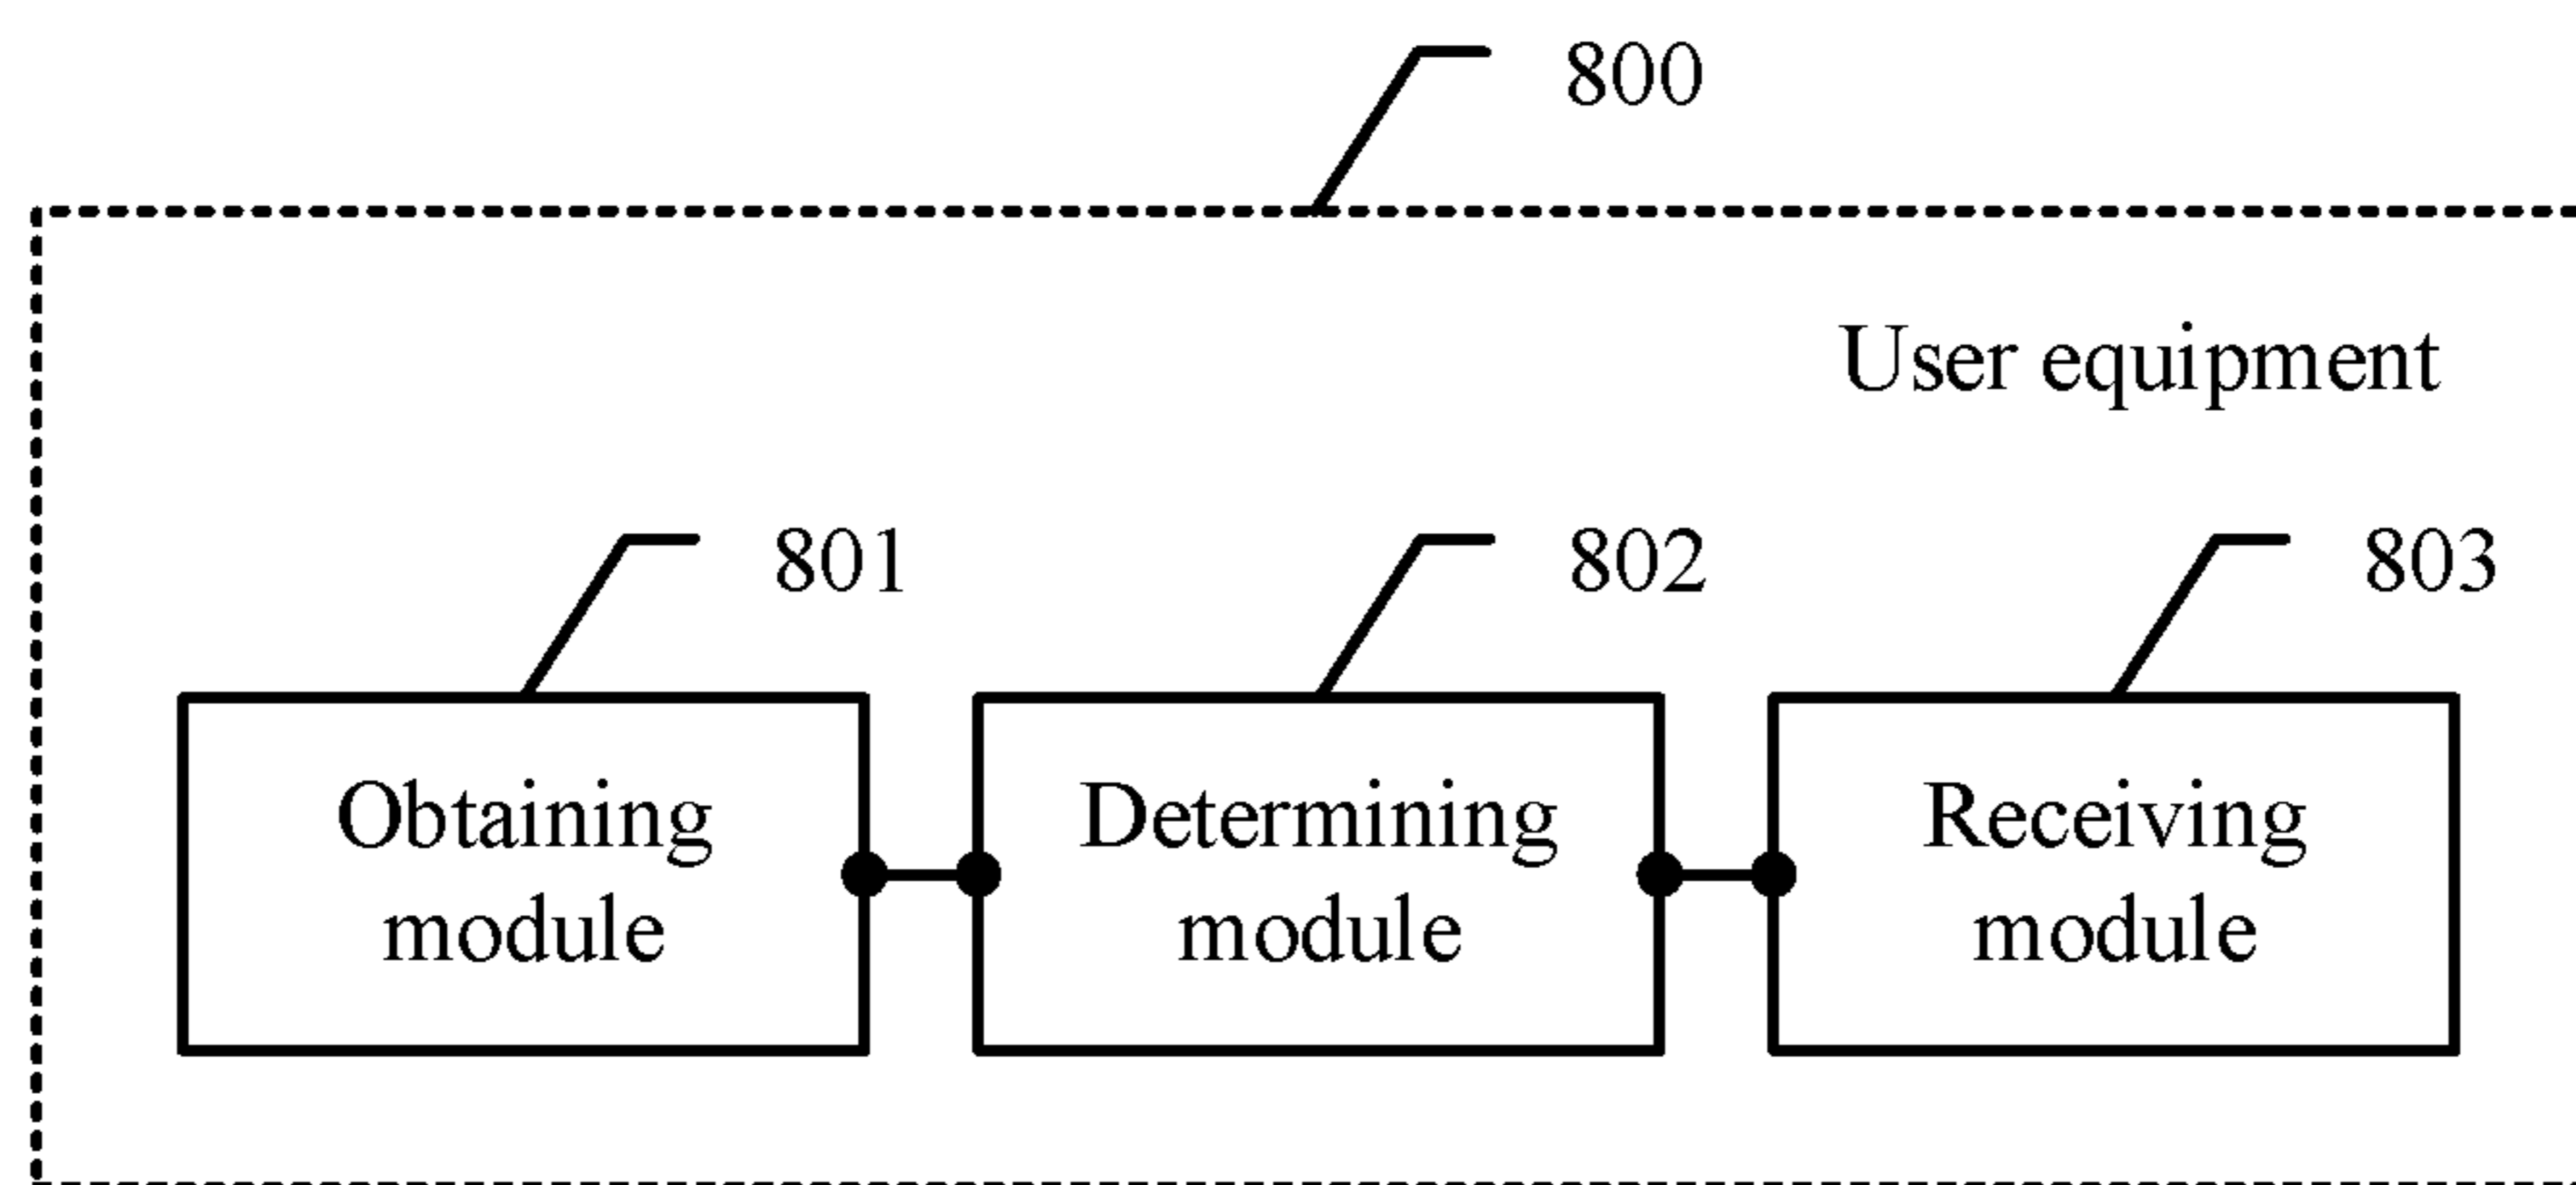 800
User equipment
801
802
803
Obtaining
module
Determining
module
Receiving
module